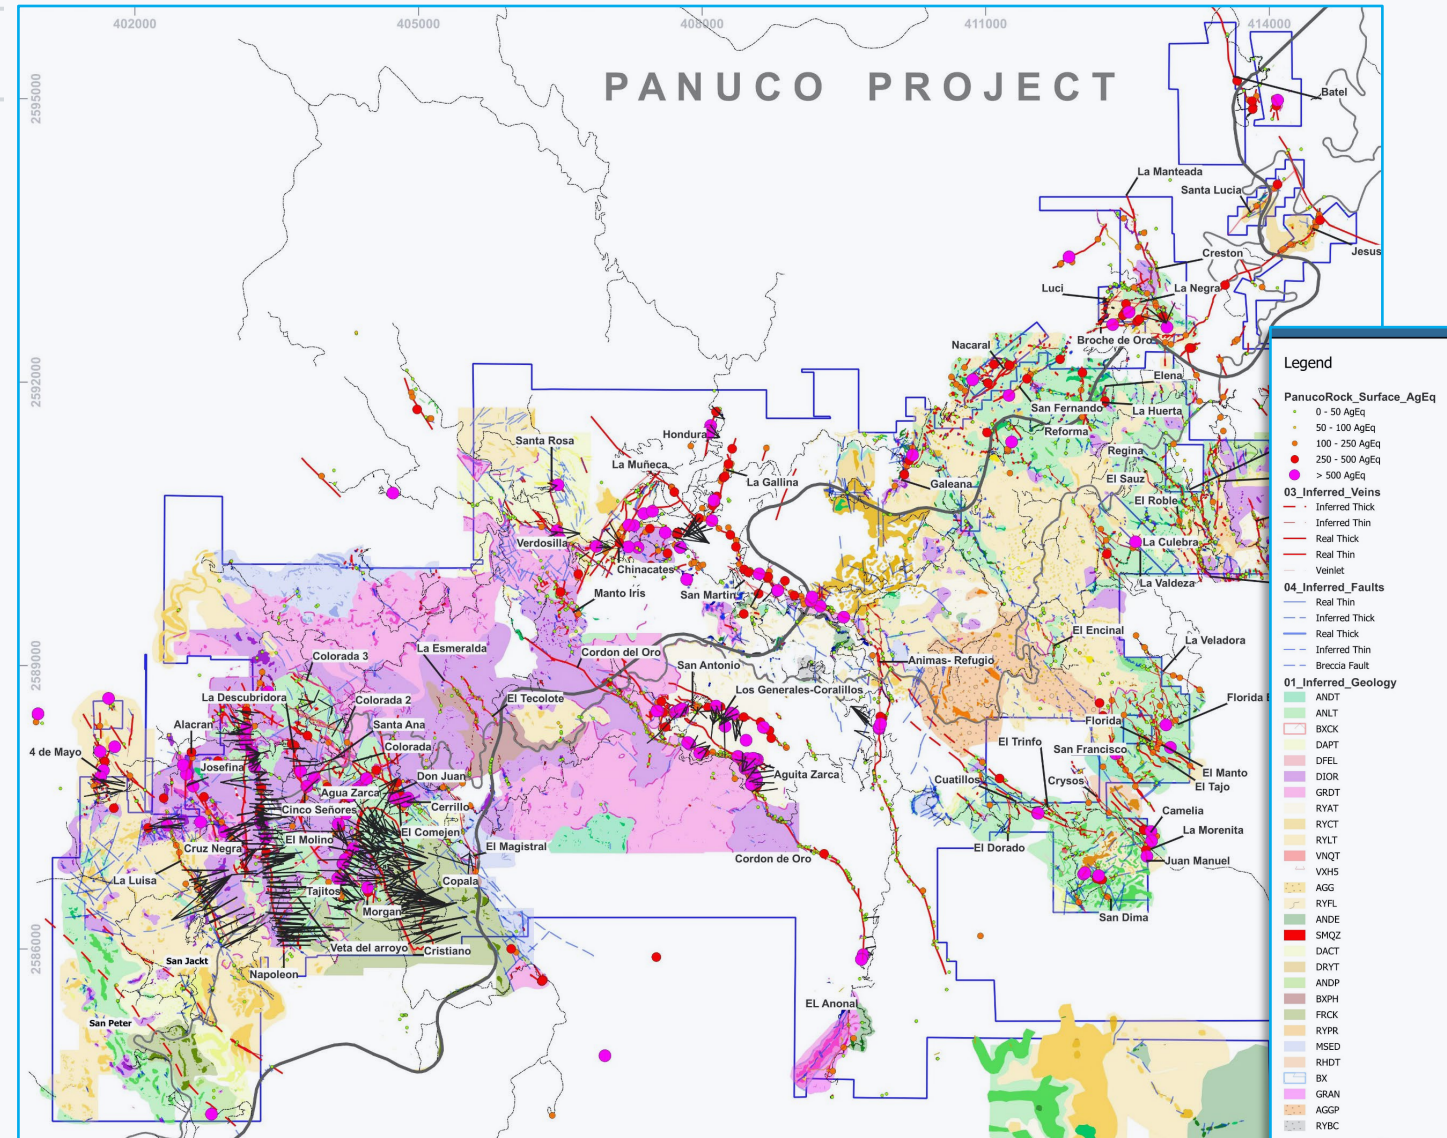 402000
405000
408000
411000
414000
PANUCO PROJECT
2595000
2592000
2589000
2586000
Batel
La Manteada
Santa Lucia
Creston
Jesus
Luci
La Negra
Broche de Oro
Nacaral
Elena
San Fernando
La Huerta
Reforma
Hondura
Santa Rosa
La Muñeca
La Gallina
Galeana
Regina
El Sauz
El Roble
Verdosilla
Chinacates
La Culebra
La Valdeza
Manto Iris
San Martin
El Encinal
La Veladora
Colorada 3
La Esmeralda
Cordon del Oro
San Antonio
Animas- Refugio
La Descubridora
Colorada 2
El Tecolote
Los Generales-Coralillos
Florida
Florida
Alacran
Santa Ana
4 de Mayo
Colorada
El Trinfo
San Francisco
Josefina
Don Juan
Aguita Zarca
Cuatillos
Crysos
El Manto
El Tajo
Agua Zarca
Cinco Señores
Cerrillo
Camelia
El Molino
El Comejen
La Morenita
Cruz Negra
El Magistral
Cordon de Oro
El Dorado
Juan Manuel
La Luisa
Copala
Tajitos
Morgan
San Dima
Veta del arroyo
Cristiano
San Jackt
Napoleon
EL Anonal
San Peter
Legend
PanucoRock_Surface_AgEq
0 - 50 AgEq
50 - 100 AgEq
100 - 250 AgEq
250 - 500 AgEq
> 500 AgEq
03_Inferred_Veins
Inferred Thick
Inferred Thin
Real Thick
Real Thin
Veinlet
04_Inferred_Faults
Real Thin
Inferred Thick
Real Thick
Inferred Thin
Breccia Fault
01_Inferred_Geology
ANDT
ANLT
BXCK
DAPT
DFEL
DIOR
GRDT
RYAT
RYCT
RYLT
VNQT
VXH5
AGG
RYFL
ANDE
SMQZ
DACT
DRYT
ANDP
BXPH
FRCK
RYPR
MSED
RHDT
BX
GRAN
AGGP
RYBC